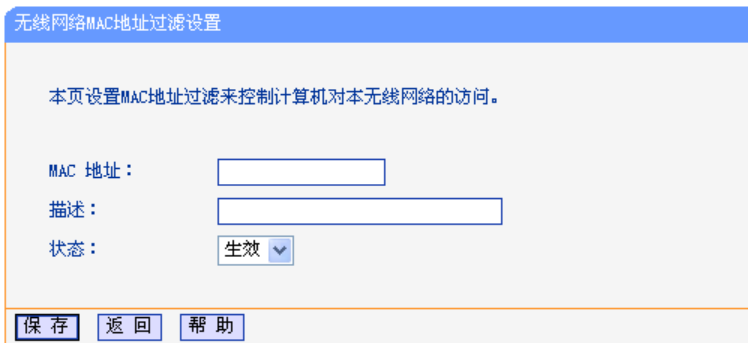 无线网络MAC地址过滤设置
本页设置MAC地址过滤来控制计算机对本无线网络的访问。
MAC 地址：
描述：
状态： 生效
保 存 返 回 帮 助